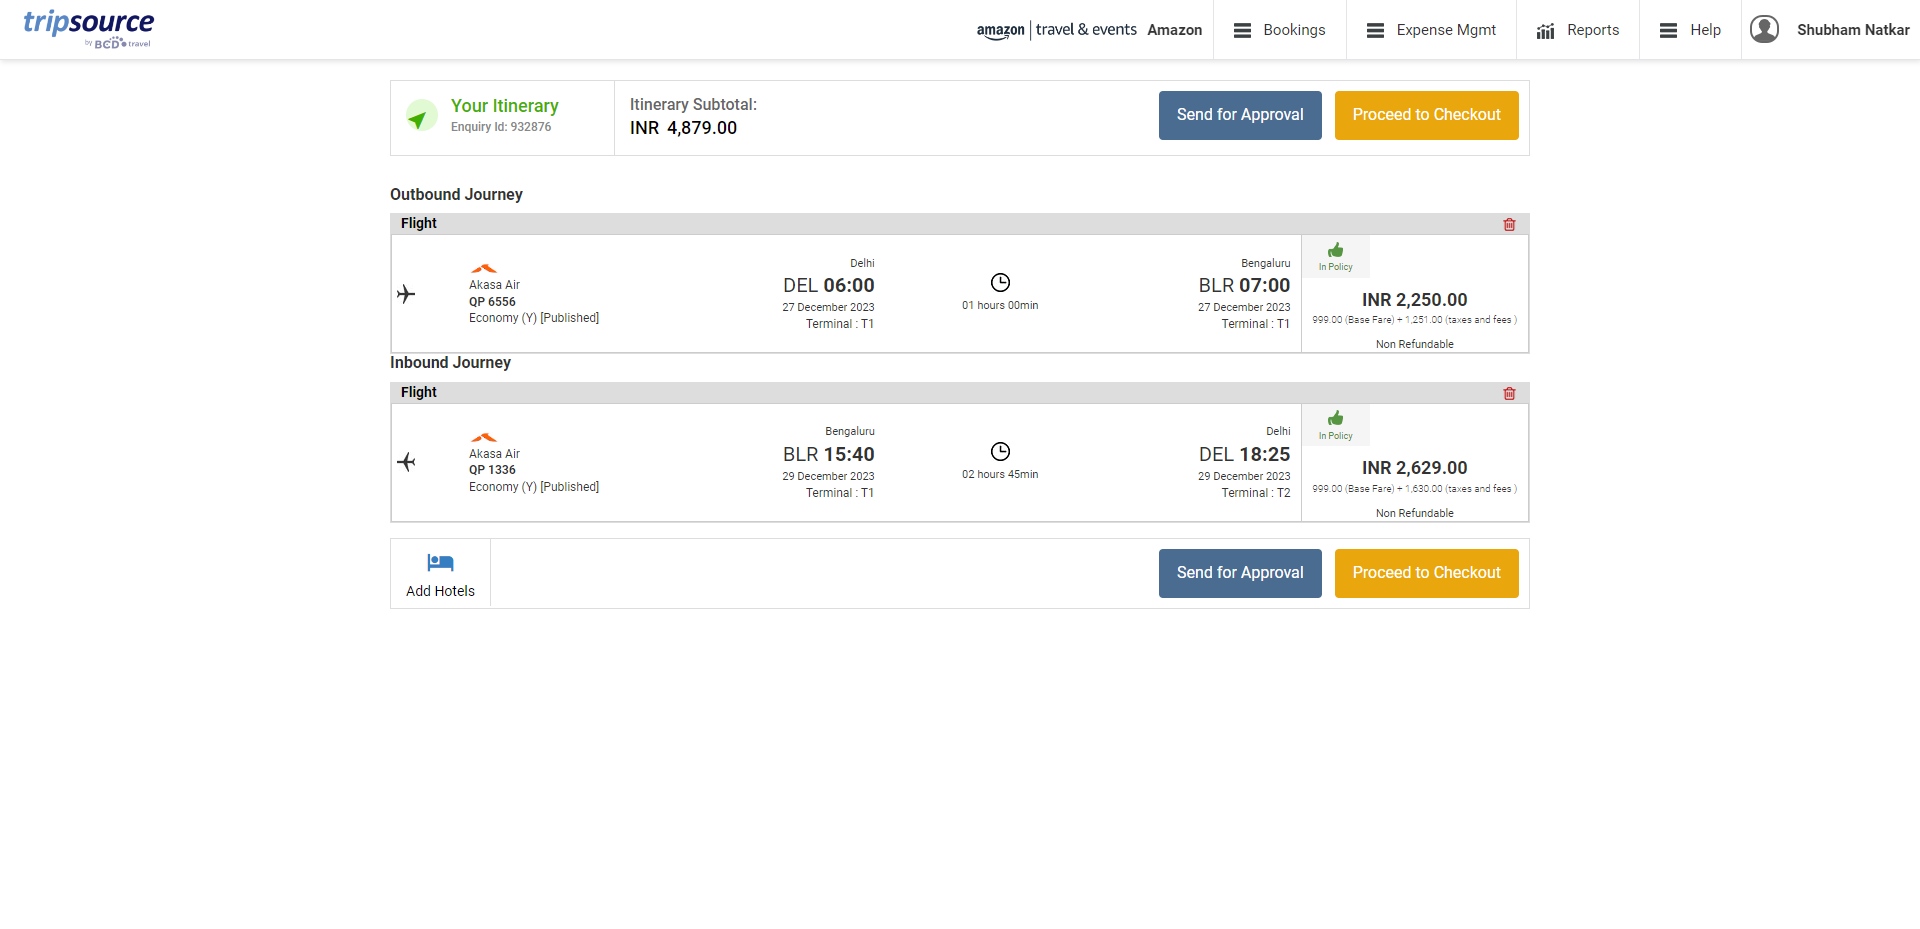 tripsource
by BCD travel
amazon | travel & events Amazon
Bookings
Expense Mgmt
Reports
Help
Shubham Natkar
Your Itinerary
Enquiry Id: 932876
Itinerary Subtotal:
INR 4,879.00
Send for Approval
Proceed to Checkout
Outbound Journey
Flight
Akasa Air
QP 6556
Economy (Y) [Published]
Delhi
DEL 06:00
27 December 2023
Terminal : T1
01 hours 00min
Bengaluru
BLR 07:00
27 December 2023
Terminal : T1
In Policy
INR 2,250.00
999.00 (Base Fare) + 1,251.00 (taxes and fees )
Non Refundable
Inbound Journey
Flight
Akasa Air
QP 1336
Economy (Y) [Published]
Bengaluru
BLR 15:40
29 December 2023
Terminal : T1
02 hours 45min
Delhi
DEL 18:25
29 December 2023
Terminal : T2
In Policy
INR 2,629.00
999.00 (Base Fare) + 1,630.00 (taxes and fees )
Non Refundable
Add Hotels
Send for Approval
Proceed to Checkout